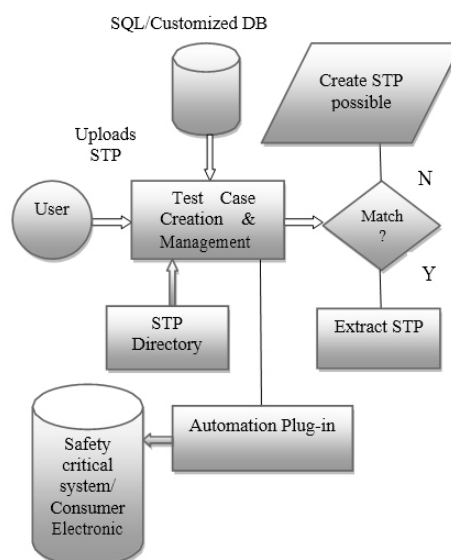 SQL/Customized DB
Create STP
possible
Uploads
STP
N
User
Test Case
Creation &
Management
Match
?
Y
STP
Directory
Extract STP
Automation Plug-in
Safety
critical
system/
Consumer
Electronic